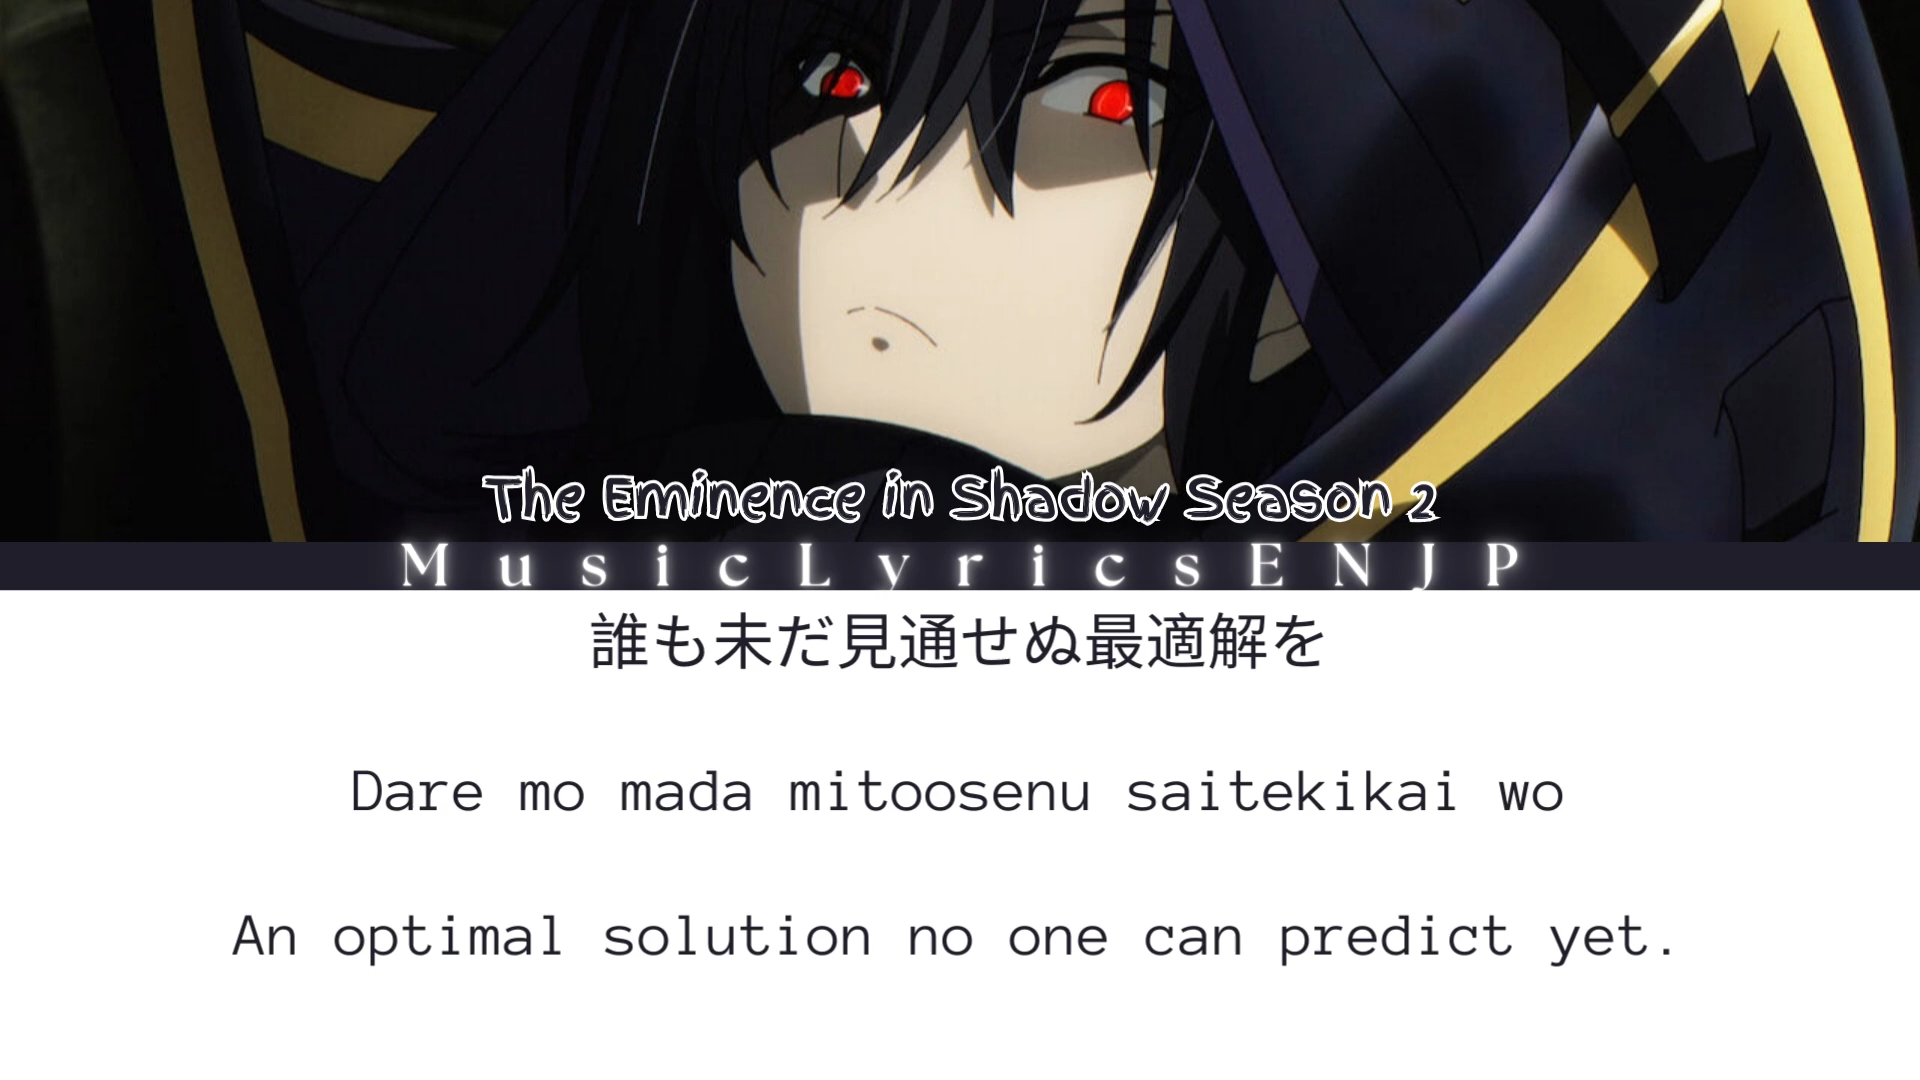 The Eminence in Shadow Season 2
MusicLyricsENJP
誰も未だ見通せぬ最適解を
Dare mo mada mitoosenu saitekikai wo
An optimal solution no one can predict yet.